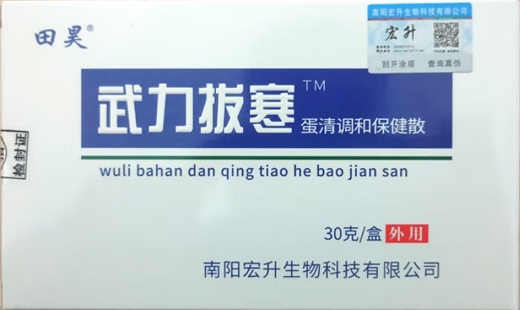 南阳宏升生物科技有限公司
宏升
刮开涂层 查询真伪
田昊®
武力拔寒™
蛋清调和保健散
wuli bahan dan qing tiao he bao jian san
检封证
30克/盒 外用
南阳宏升生物科技有限公司